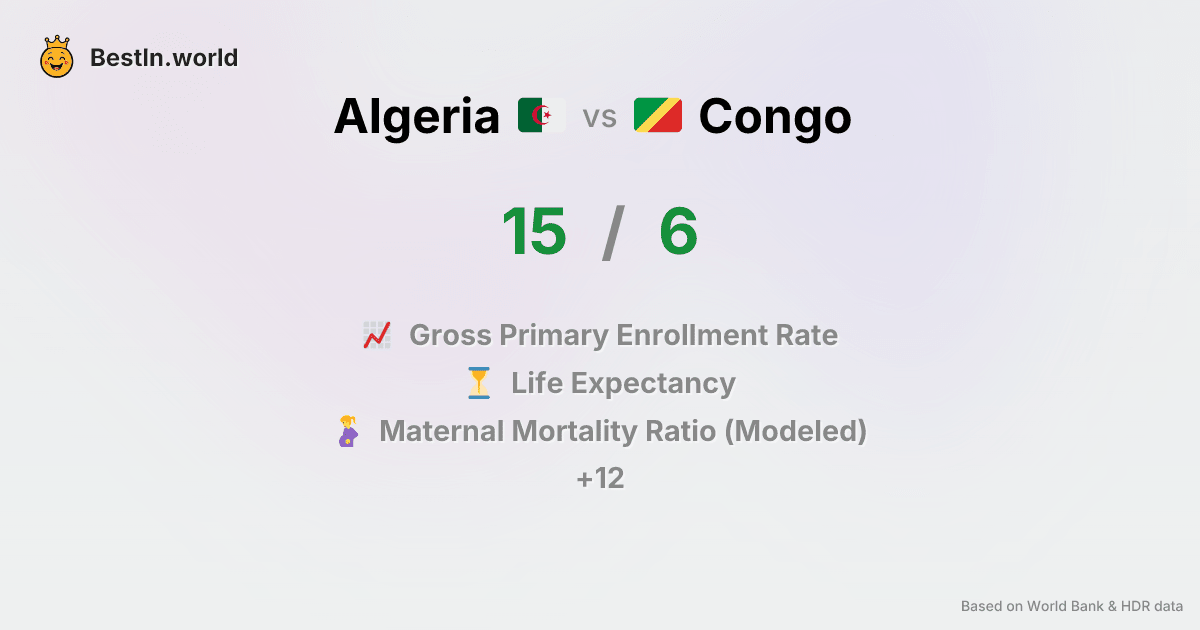 BestIn.world
Algeria vs Congo
15 / 6
Gross Primary Enrollment Rate
Life Expectancy
Maternal Mortality Ratio (Modeled)
+12
Based on World Bank & HDR data